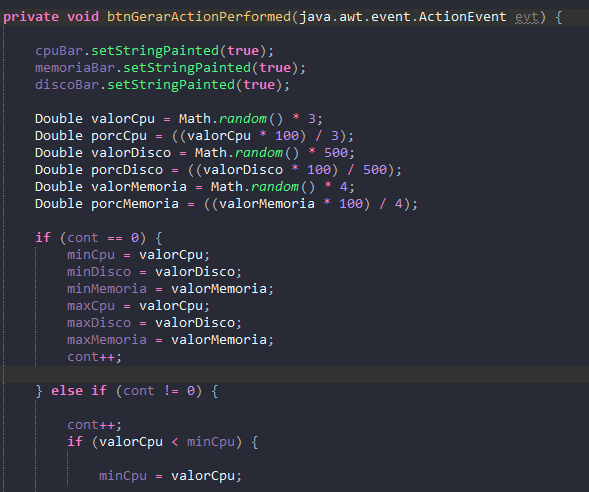 private void btnGerarActionPerformed(java.awt.event.ActionEvent evt) {
cpuBar.setStringPainted(true);
memoriaBar.setStringPainted(true);
discoBar.setStringPainted(true);
Double valorCpu = Math.random() * 3;
Double porcCpu = ((valorCpu * 100) / 3);
Double valorDisco = Math.random() * 500;
Double porcDisco = ((valorDisco * 100) / 500);
Double valorMemoria = Math.random() * 4;
Double porcMemoria = ((valorMemoria * 100) / 4);
if (cont == 0) {
minCpu = valorCpu;
minDisco = valorDisco;
minMemoria = valorMemoria;
maxCpu = valorCpu;
maxDisco = valorDisco;
maxMemoria = valorMemoria;
cont++;
} else if (cont != 0) {
cont++;
if (valorCpu < minCpu) {
minCpu = valorCpu;